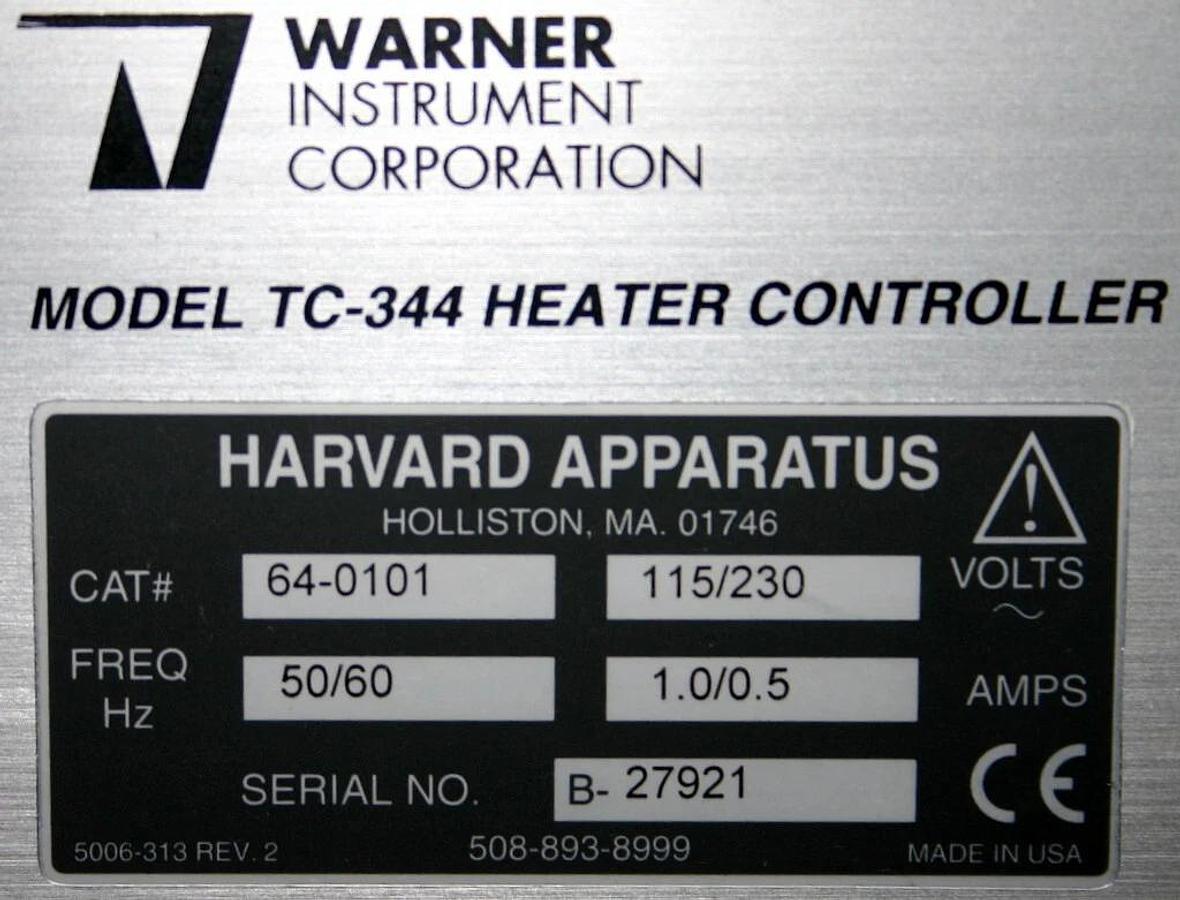 WARNER
INSTRUMENT
CORPORATION
MODEL TC-344 HEATER CONTROLLER
HARVARD APPARATUS
HOLLISTON, MA. 01746
CAT# 64-0101 115/230 VOLTS ~
FREQ Hz 50/60 1.0/0.5 AMPS
SERIAL NO. B- 27921 CE
5006-313 REV. 2 508-893-8999 MADE IN USA